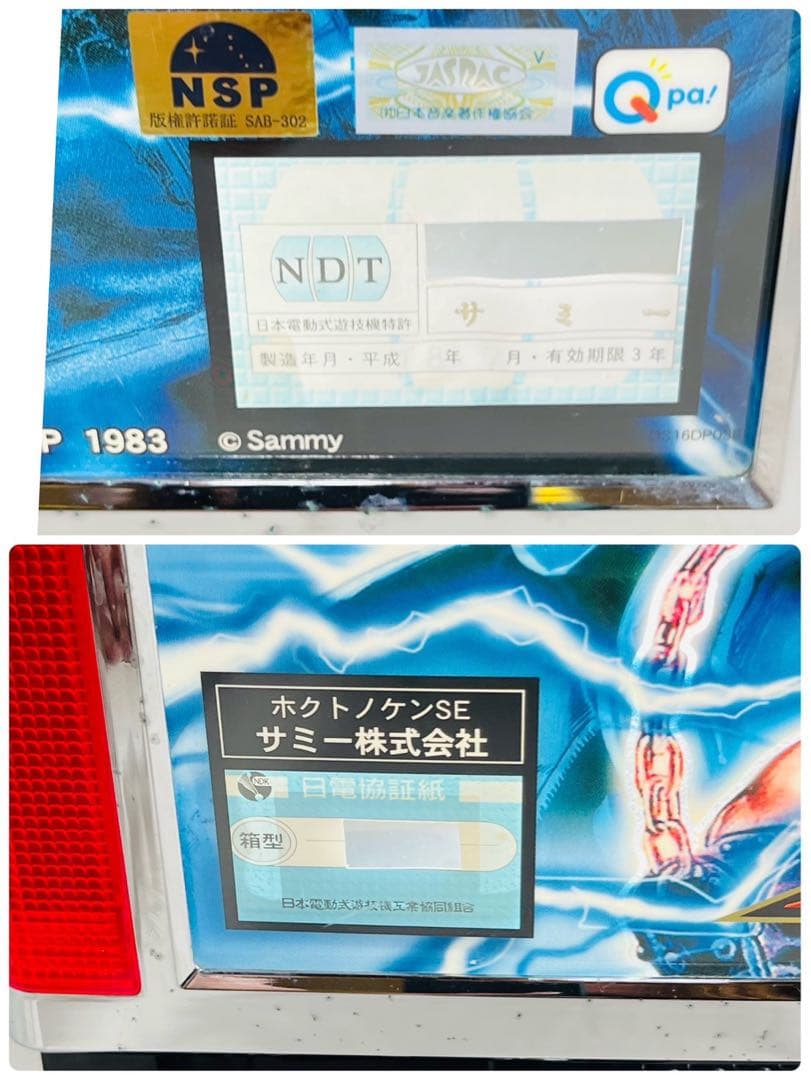 NSP
版権許諾証 SAB-302
JASRAC
V
日本音楽著作権協会
Qpa!
NDT
日本電動式遊技機特許
サミー
製造年月・平成 年 月・有効期限3年
P 1983 © Sammy
ホクトノケンSE
サミー株式会社
NDK
日電協証紙
箱型
日本電動式遊技機工業協同組合